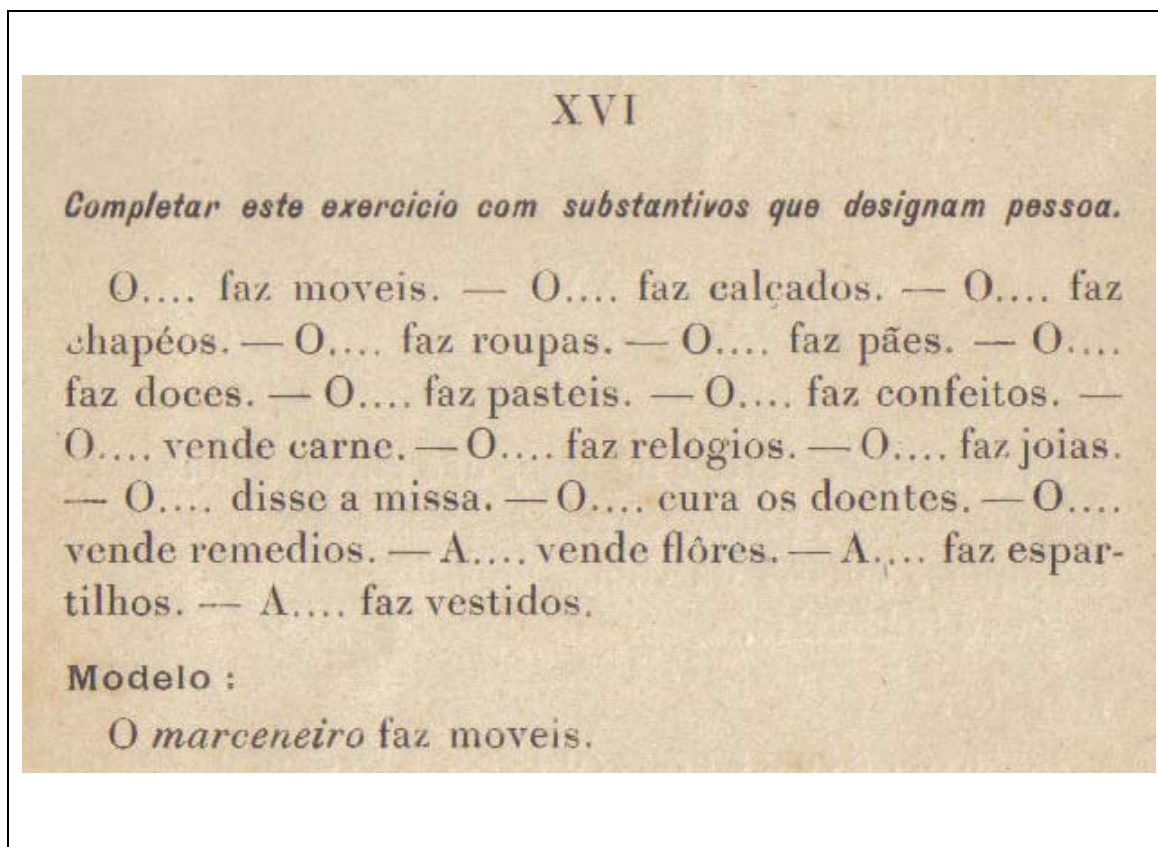 XVI
Completar este exercicio com substantivos que designam pessoa.
O.... faz moveis. — O.... faz calçados. — O.... faz
chapéos. — O.... faz roupas. — O.... faz pães. — O....
faz doces. — O.... faz pasteis. — O.... faz confeitos. —
O.... vende carne. — O.... faz relogios. — O.... faz joias.
— O.... disse a missa. — O.... cura os doentes. — O....
vende remedios. — A.... vende flôres. — A.... faz espar-
tilhos. — A.... faz vestidos.
Modelo :
O marceneiro faz moveis.